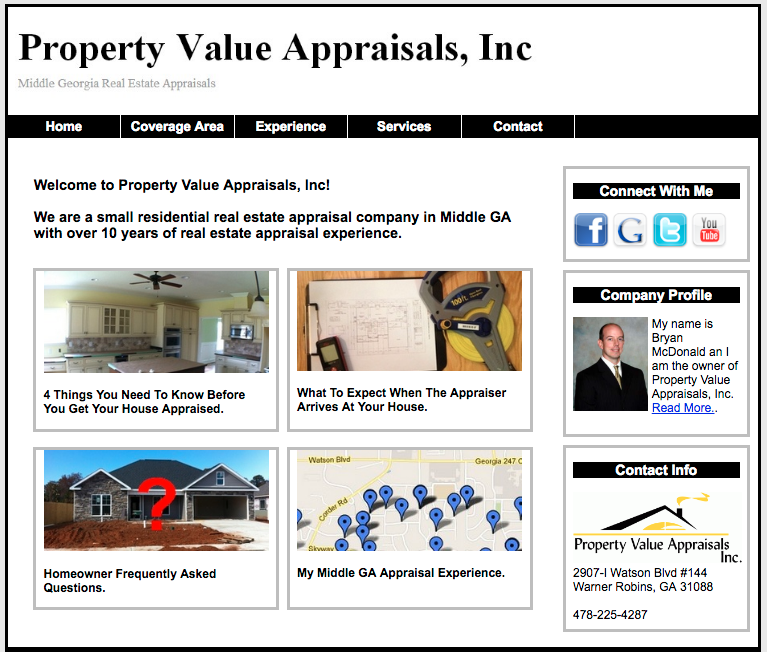 Property Value Appraisals, Inc
Middle Georgia Real Estate Appraisals
Home
Coverage Area
Experience
Services
Contact
Welcome to Property Value Appraisals, Inc!
We are a small residential real estate appraisal company in Middle GA
with over 10 years of real estate appraisal experience.
4 Things You Need To Know Before
You Get Your House Appraised.
100 ft.
What To Expect When The Appraiser
Arrives At Your House.
?
Homeowner Frequently Asked
Questions.
Watson Blvd
Georgia 247 C
Corder Rd
Skyway
My Middle GA Appraisal Experience.
Connect With Me
f
G
t
You
Tube
Company Profile
My name is
Bryan
McDonald an I
am the owner of
Property Value
Appraisals, Inc.
Read More..
Contact Info
Property Value Appraisals
Inc.
2907-I Watson Blvd #144
Warner Robins, GA 31088
478-225-4287